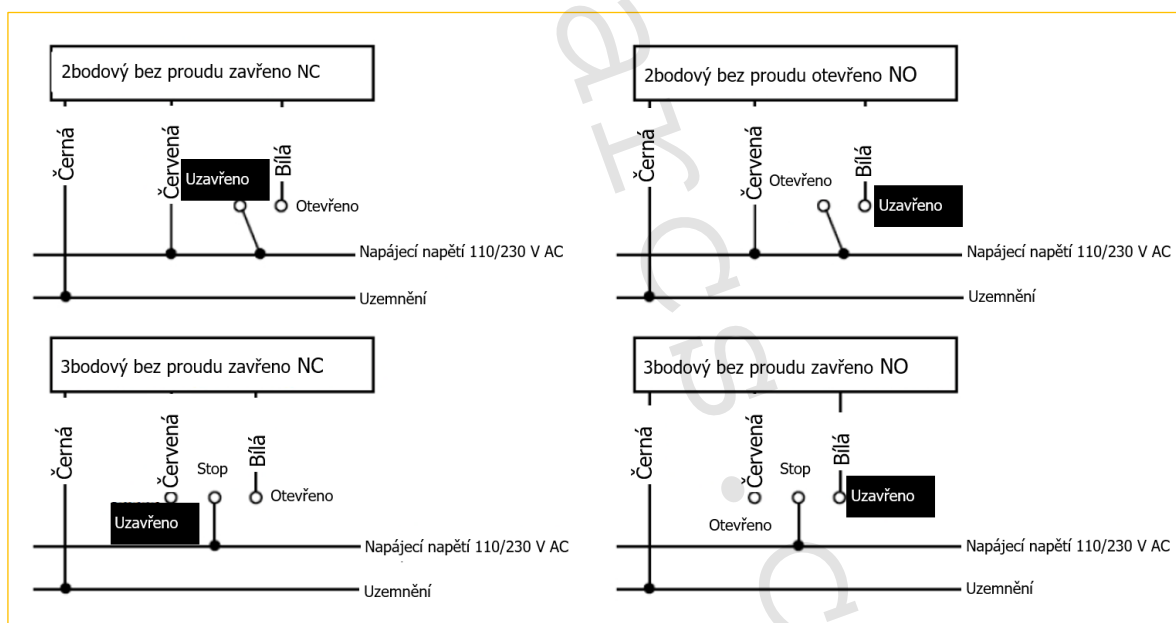 2bodový bez proudu zavřeno NC
Černá
Červená
Uzavřeno
Bílá
Otevřeno
Napájecí napětí 110/230 V AC
Uzemnění
2bodový bez proudu otevřeno NO
Černá
Červená
Otevřeno
Bílá
Uzavřeno
Napájecí napětí 110/230 V AC
Uzemnění
3bodový bez proudu zavřeno NC
Černá
Červená
Stop
Bílá
Otevřeno
Uzavřeno
Napájecí napětí 110/230 V AC
Uzemnění
3bodový bez proudu zavřeno NO
Černá
Červená
Stop
Bílá
Uzavřeno
Otevřeno
Napájecí napětí 110/230 V AC
Uzemnění
arcs.c